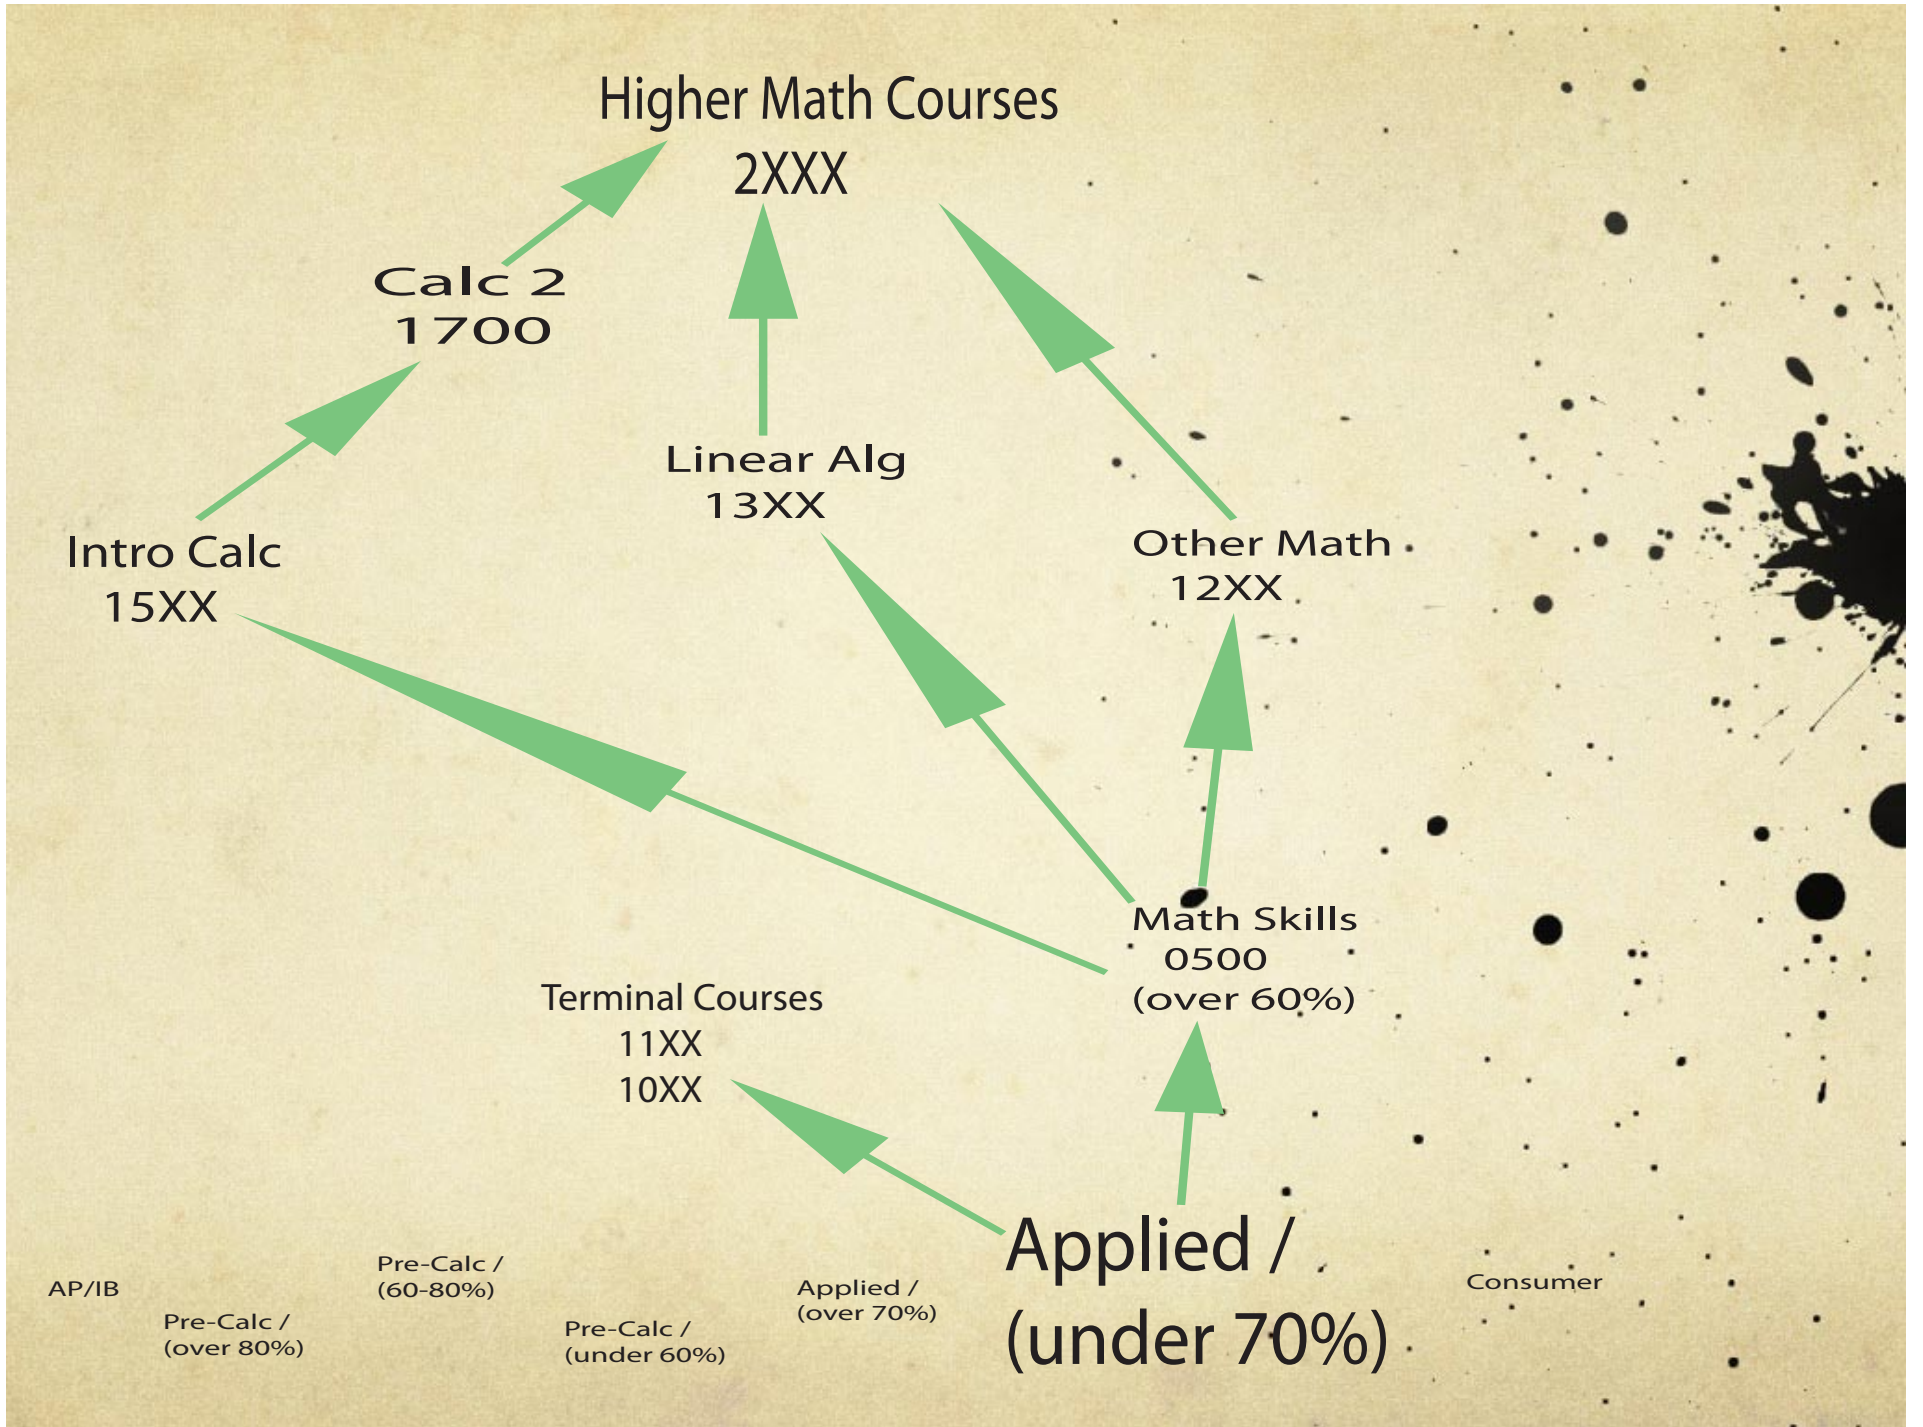 Higher Math Courses
2XXX
Calc 2
1700
Linear Alg
13XX
Intro Calc
15XX
Other Math
12XX
Math Skills
0500
(over 60%)
Terminal Courses
11XX
10XX
AP/IB
Pre-Calc /
(over 80%)
Pre-Calc /
(60-80%)
Pre-Calc /
(under 60%)
Applied /
(over 70%)
Applied /
(under 70%)
Consumer